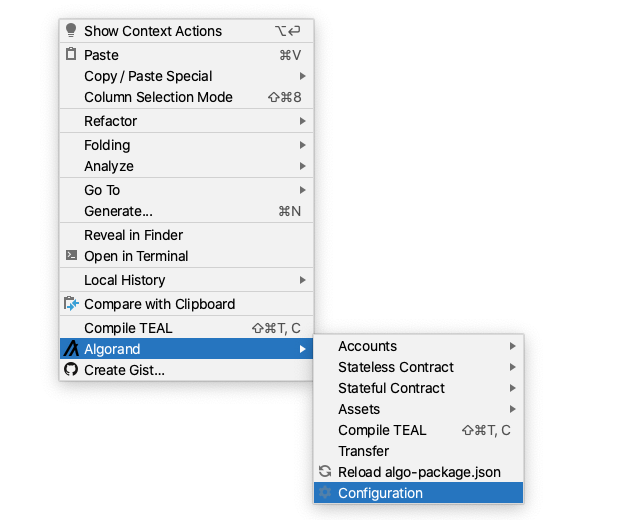 Show Context Actions ⌥↩
Paste ⌘V
Copy / Paste Special
Column Selection Mode ⇧⌘8
Refactor
Folding
Analyze
Go To
Generate... ⌘N
Reveal in Finder
Open in Terminal
Local History
Compare with Clipboard
Compile TEAL ⇧⌘T, C
Algorand
Create Gist...
Accounts
Stateless Contract
Stateful Contract
Assets
Compile TEAL ⇧⌘T, C
Transfer
Reload algo-package.json
Configuration